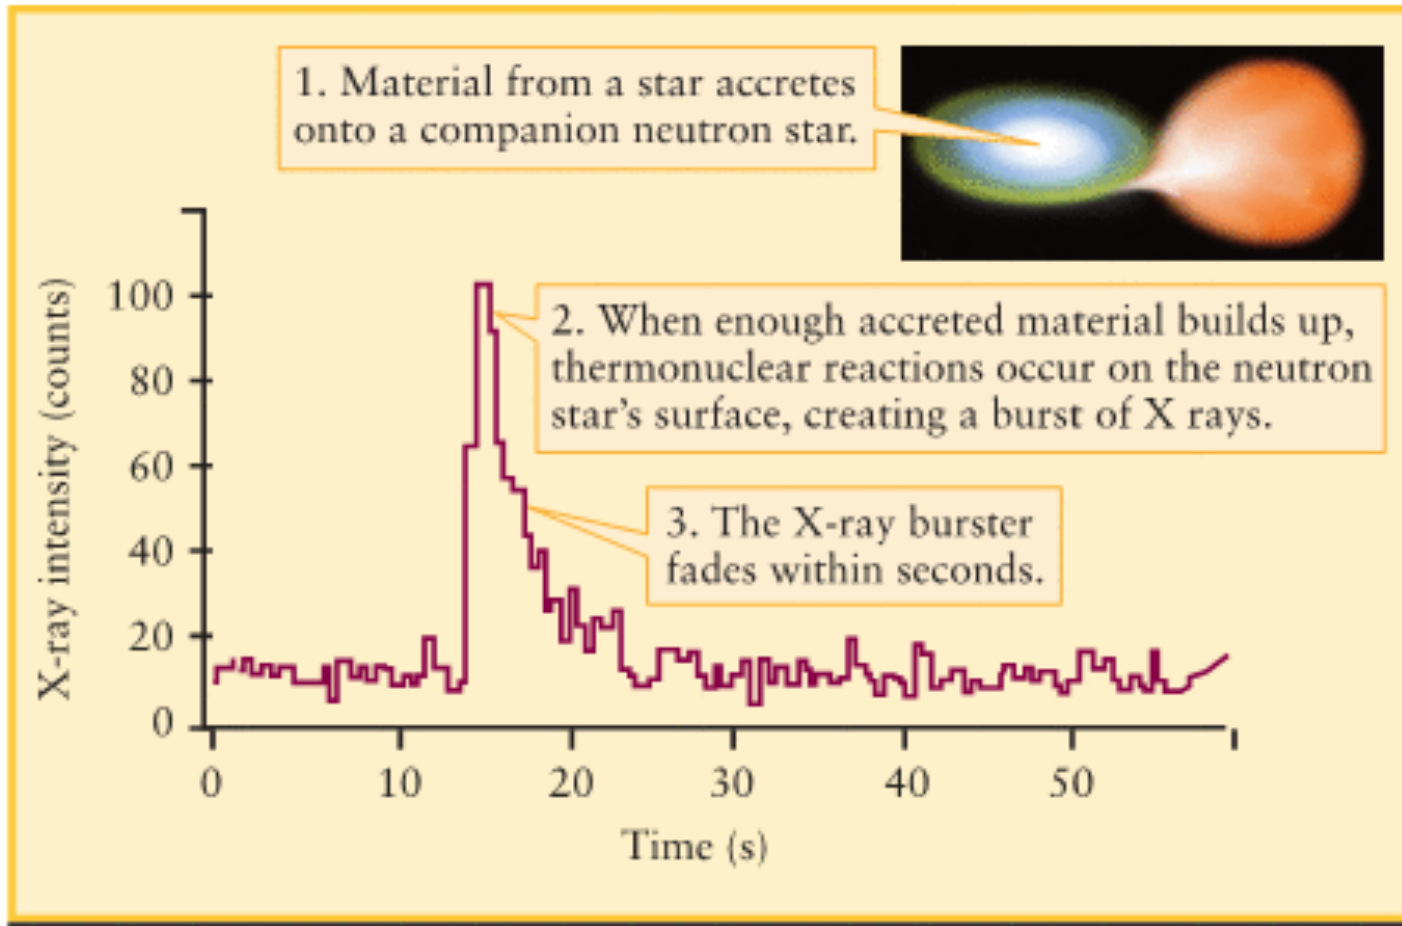 1. Material from a star accretes
onto a companion neutron star.
2. When enough accreted material builds up,
thermonuclear reactions occur on the neutron
star's surface, creating a burst of X rays.
3. The X-ray burster
fades within seconds.
X-ray intensity (counts)
100
80
60
40
20
0
0 10 20 30 40 50
Time (s)